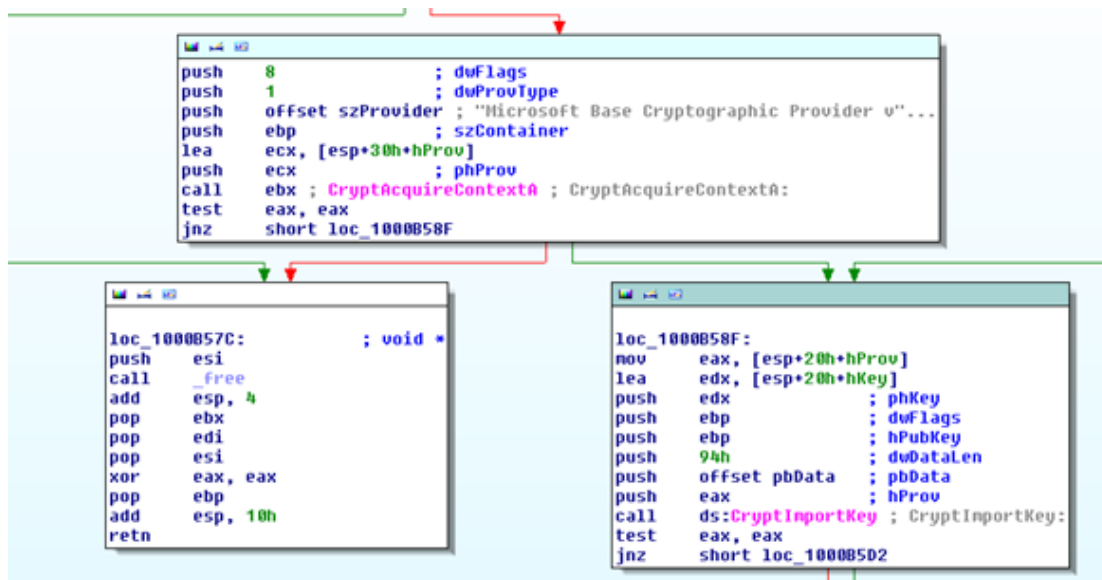 push 8 ; dwFlags
push 1 ; dwProvType
push offset szProvider ; "Microsoft Base Cryptographic Provider v"...
push ebp ; szContainer
lea ecx, [esp+30h+hProv]
push ecx ; phProv
call ebx ; CryptAcquireContextA ; CryptAcquireContextA:
test eax, eax
jnz short loc_1000B58F
loc_1000B57C: ; void *
push esi
call _free
add esp, 4
pop ebx
pop edi
pop esi
xor eax, eax
pop ebp
add esp, 10h
retn
loc_1000B58F:
mov eax, [esp+20h+hProv]
lea edx, [esp+20h+hKey]
push edx ; phKey
push ebp ; dwFlags
push ebp ; hPubKey
push 94h ; dwDataLen
push offset pbData ; pbData
push eax ; hProv
call ds:CryptImportKey ; CryptImportKey:
test eax, eax
jnz short loc_1000B5D2